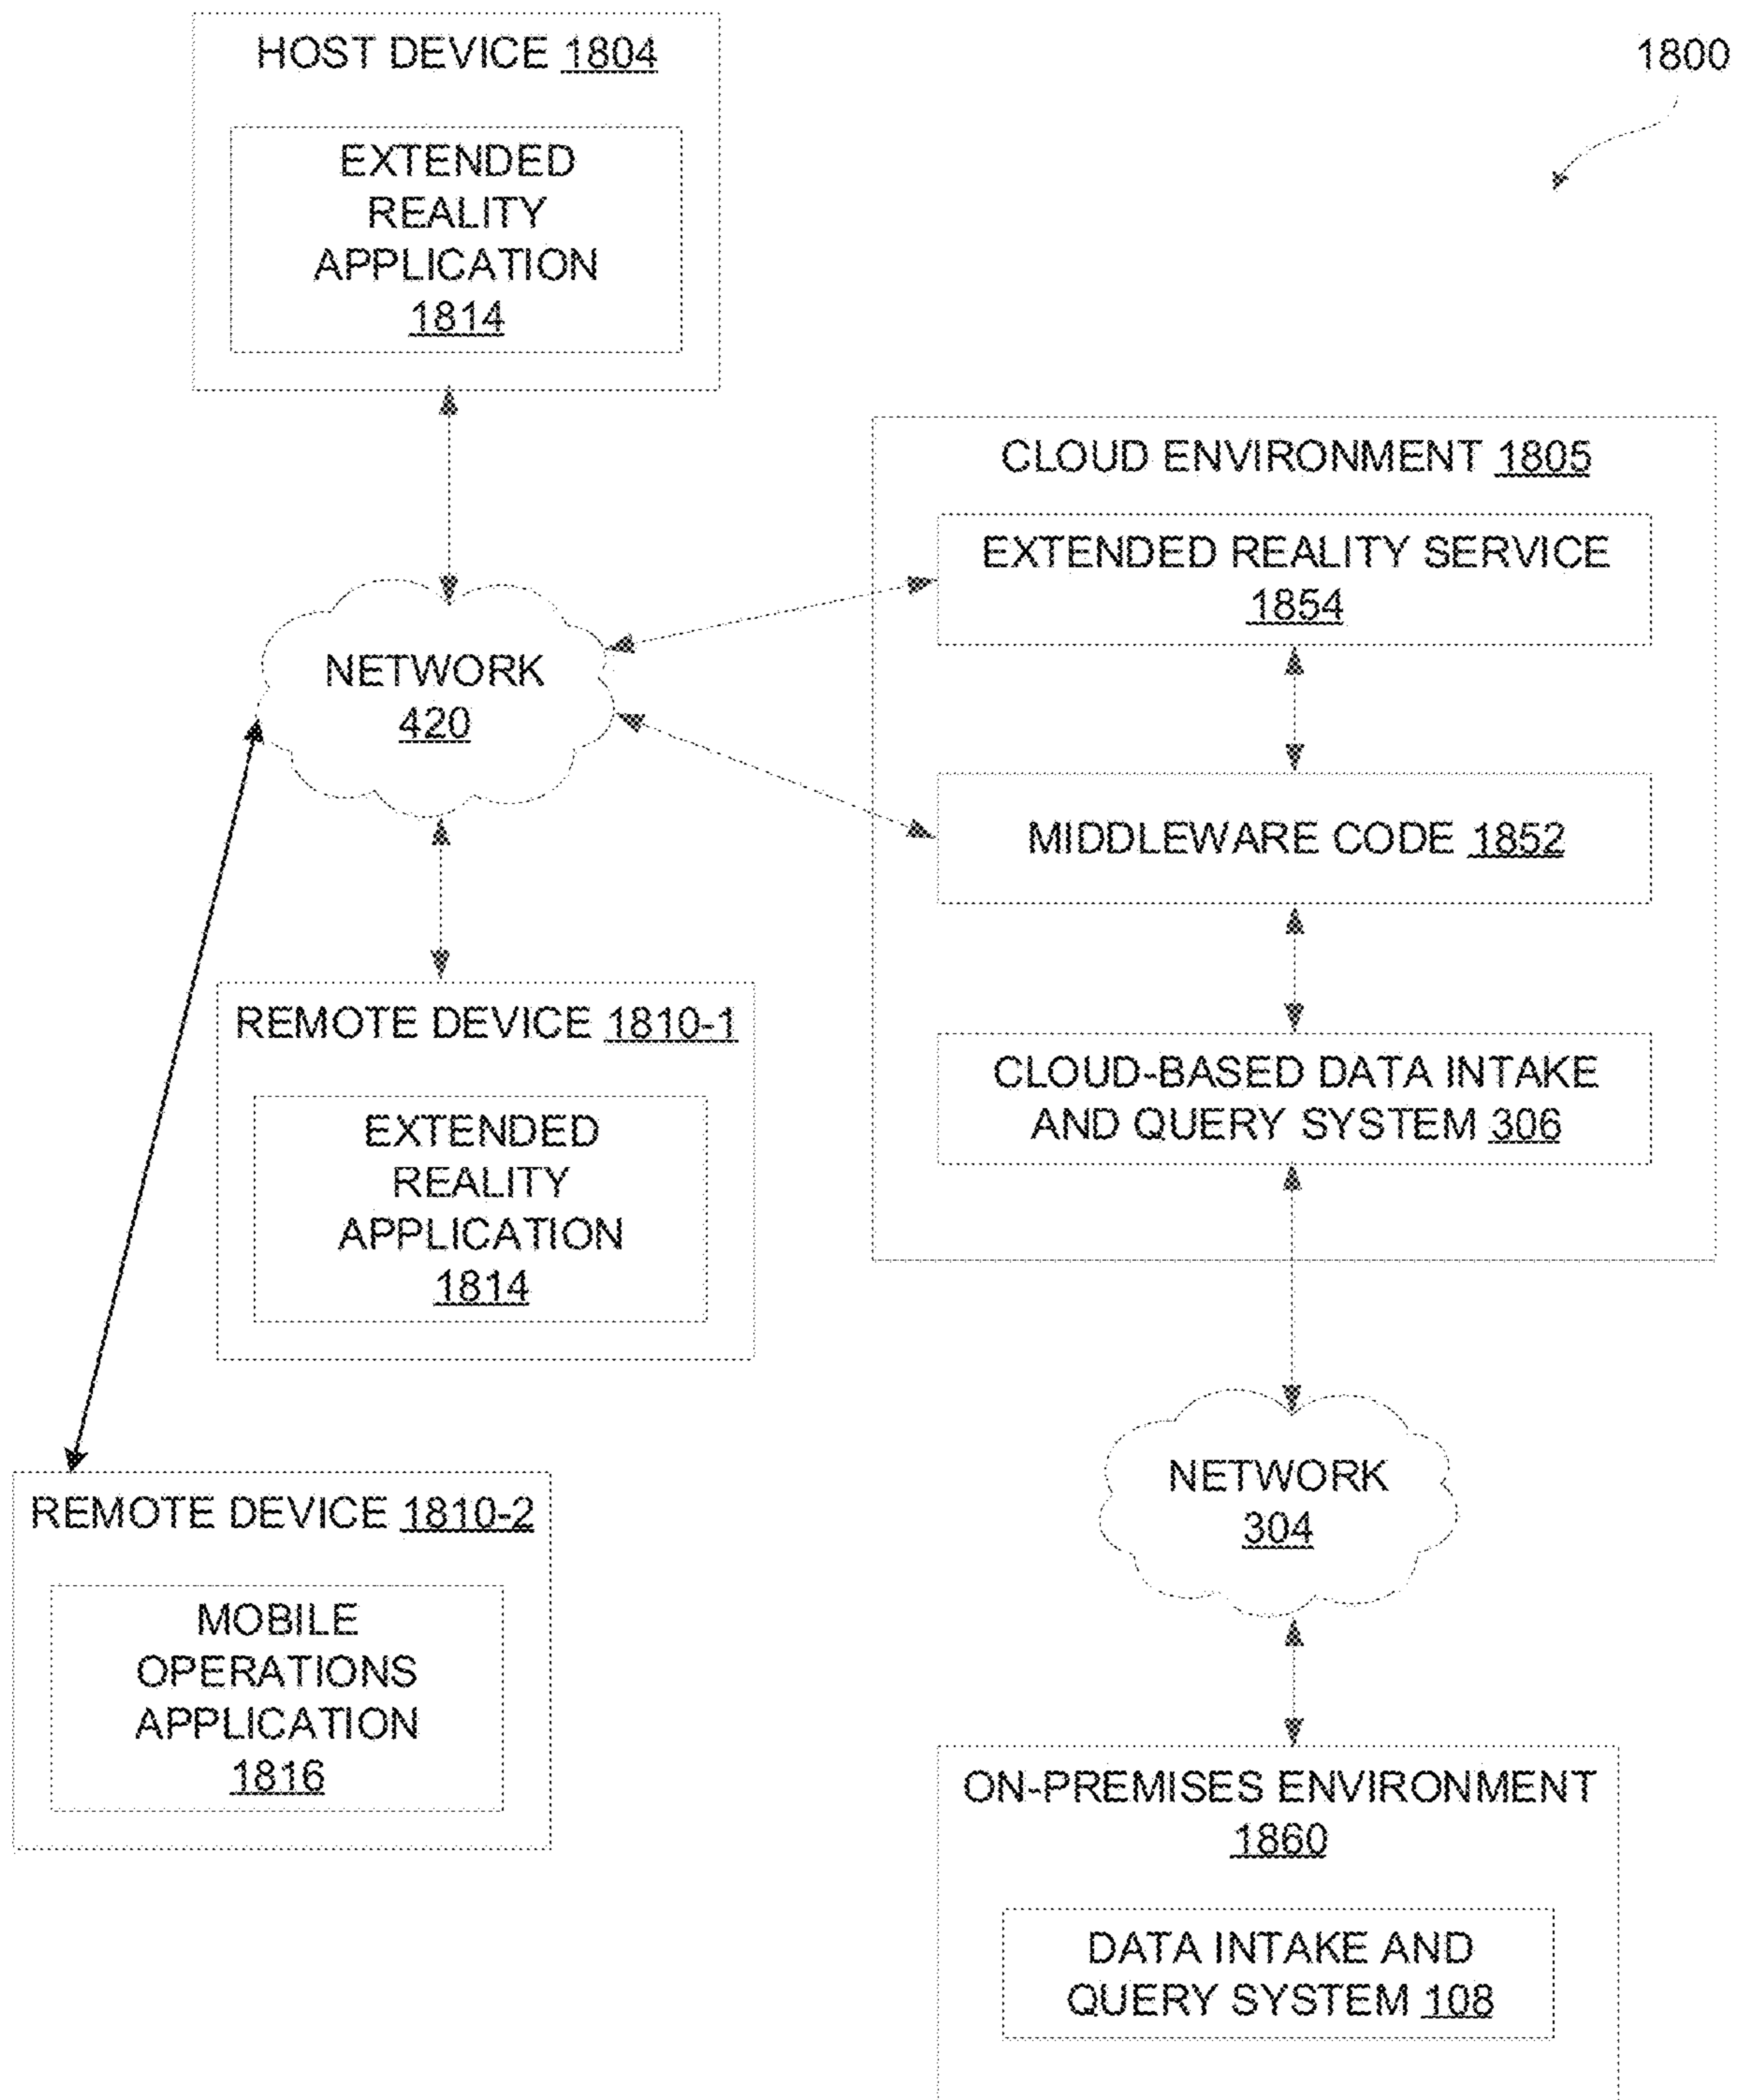 HOST DEVICE 1804
1800
EXTENDED
REALITY
APPLICATION
1814
CLOUD ENVIRONMENT 1805
EXTENDED REALITY SERVICE
1854
NETWORK
420
MIDDLEWARE CODE 1852
REMOTE DEVICE 1810-1
EXTENDED
REALITY
APPLICATION
1814
CLOUD-BASED DATA INTAKE
AND QUERY SYSTEM 306
NETWORK
304
REMOTE DEVICE 1810-2
MOBILE
OPERATIONS
APPLICATION
1816
ON-PREMISES ENVIRONMENT
1860
DATA INTAKE AND
QUERY SYSTEM 108